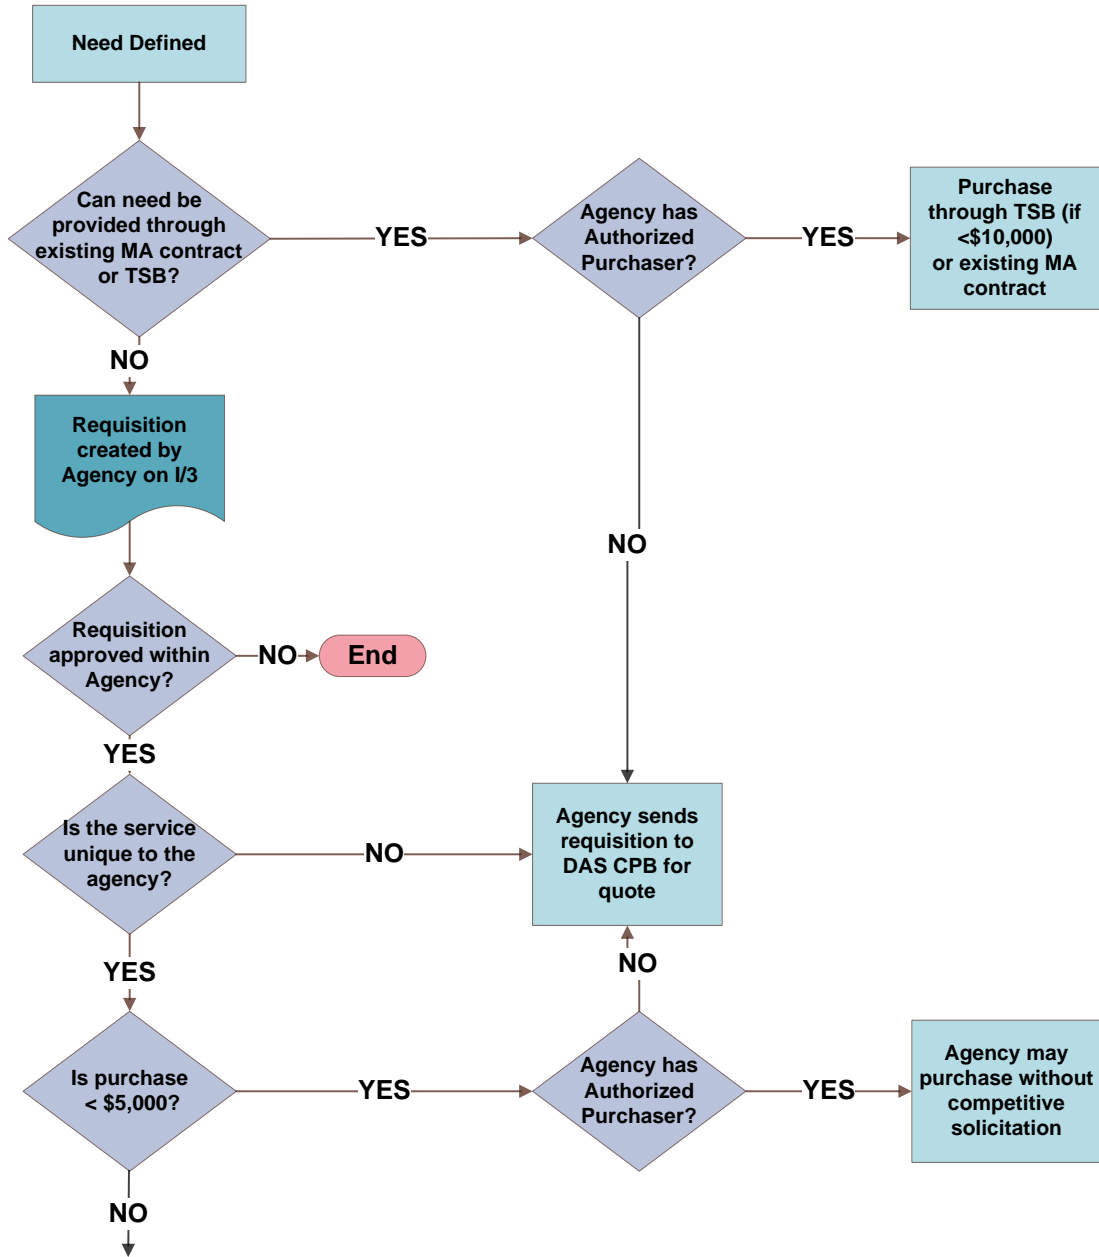 Need Defined
Can need be
provided through
existing MA contract
or TSB?
YES
Agency has
Authorized
Purchaser?
YES
Purchase
through TSB (if
<$10,000)
or existing MA
contract
NO
Requisition
created by
Agency on I/3
NO
Requisition
approved within
Agency?
NO
End
YES
Is the service
unique to the
agency?
NO
Agency sends
requisition to
DAS CPB for
quote
YES
NO
Is purchase
< $5,000?
YES
Agency has
Authorized
Purchaser?
YES
Agency may
purchase without
competitive
solicitation
NO